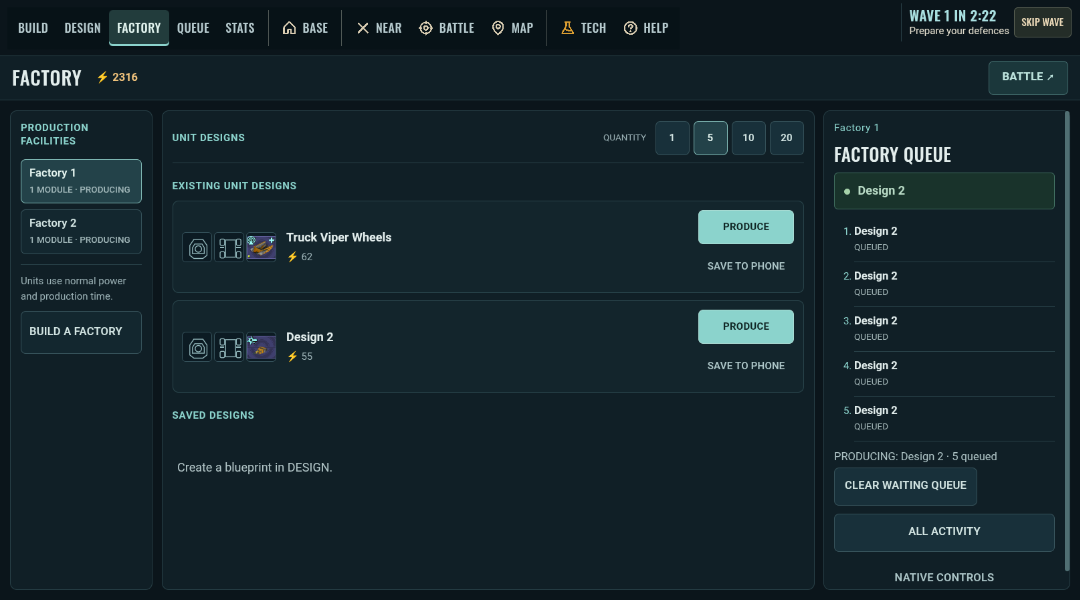 BUILD DESIGN FACTORY QUEUE STATS BASE NEAR BATTLE MAP TECH HELP
WAVE 1 IN 2:22
Prepare your defences
SKIP WAVE
FACTORY ⚡ 2316
BATTLE ↗
PRODUCTION
FACILITIES
Factory 1
1 MODULE · PRODUCING
Factory 2
1 MODULE · PRODUCING
Units use normal power
and production time.
BUILD A FACTORY
UNIT DESIGNS
QUANTITY 1 5 10 20
EXISTING UNIT DESIGNS
Truck Viper Wheels
⚡ 62
PRODUCE
SAVE TO PHONE
Design 2
⚡ 55
PRODUCE
SAVE TO PHONE
SAVED DESIGNS
Create a blueprint in DESIGN.
Factory 1
FACTORY QUEUE
● Design 2
1. Design 2
QUEUED
2. Design 2
QUEUED
3. Design 2
QUEUED
4. Design 2
QUEUED
5. Design 2
QUEUED
PRODUCING: Design 2 · 5 queued
CLEAR WAITING QUEUE
ALL ACTIVITY
NATIVE CONTROLS